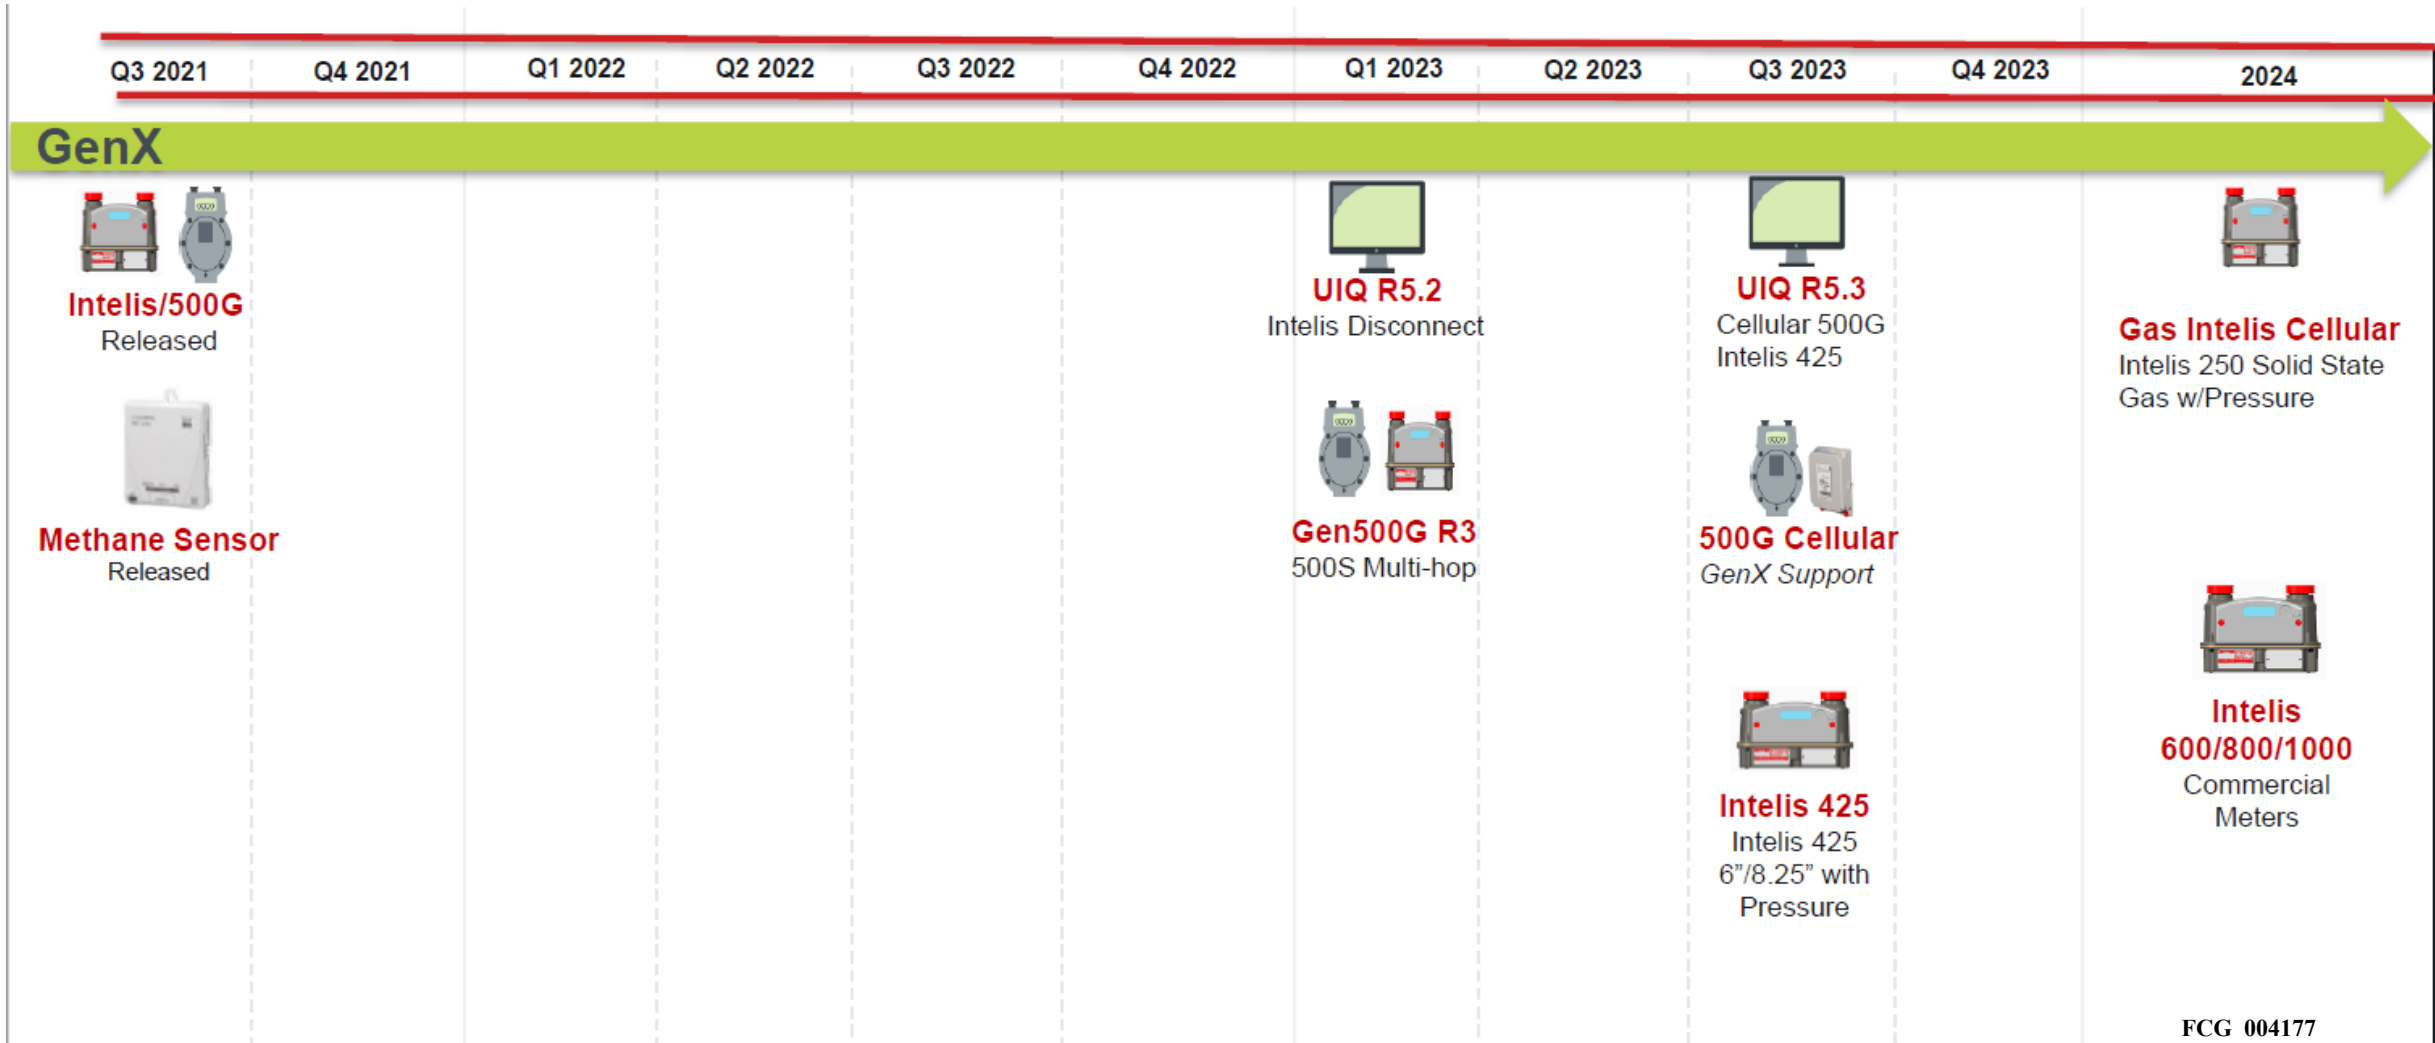 Q3 2021
Q4 2021
Q1 2022
Q2 2022
Q3 2022
Q4 2022
Q1 2023
Q2 2023
Q3 2023
Q4 2023
2024
GenX
Intelis/500G
Released
Methane Sensor
Released
UIQ R5.2
Intelis Disconnect
Gen500G R3
500S Multi-hop
UIQ R5.3
Cellular 500G
Intelis 425
500G Cellular
GenX Support
Intelis 425
Intelis 425
6”/8.25” with
Pressure
Gas Intelis Cellular
Intelis 250 Solid State
Gas w/Pressure
Intelis
600/800/1000
Commercial
Meters
FCG 004177